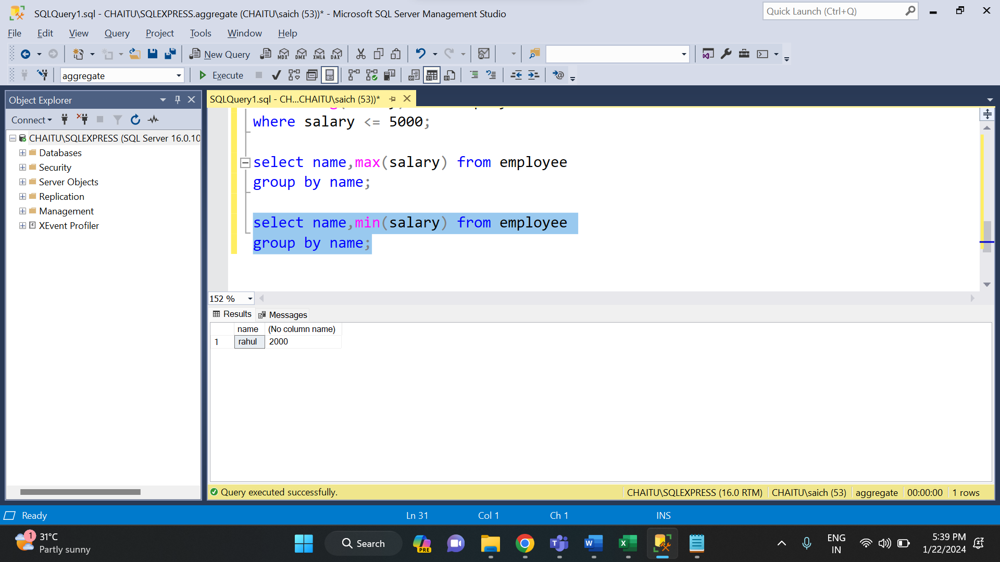 SQLQuery1.sql - CHAITU\SQLEXPRESS.aggregate (CHAITU\saich (53))* - Microsoft SQL Server Management Studio
Quick Launch (Ctrl+Q)
File Edit View Query Project Tools Window Help
New Query
MDX DMX XMLA DAX
aggregate
Execute
Object Explorer
Connect
CHAITU\SQLEXPRESS (SQL Server 16.0.10
Databases
Security
Server Objects
Replication
Management
XEvent Profiler
SQLQuery1.sql - CH...CHAITU\saich (53))*
where salary <= 5000;
select name,max(salary) from employee
group by name;
select name,min(salary) from employee
group by name;
152 %
Results Messages
name (No column name)
1 rahul 2000
Query executed successfully.
CHAITU\SQLEXPRESS (16.0 RTM) CHAITU\saich (53) aggregate 00:00:00 1 rows
Ready Ln 31 Col 1 Ch 1 INS
1
31°C
Partly sunny
Search
PRE
ENG
IN
5:39 PM
1/22/2024